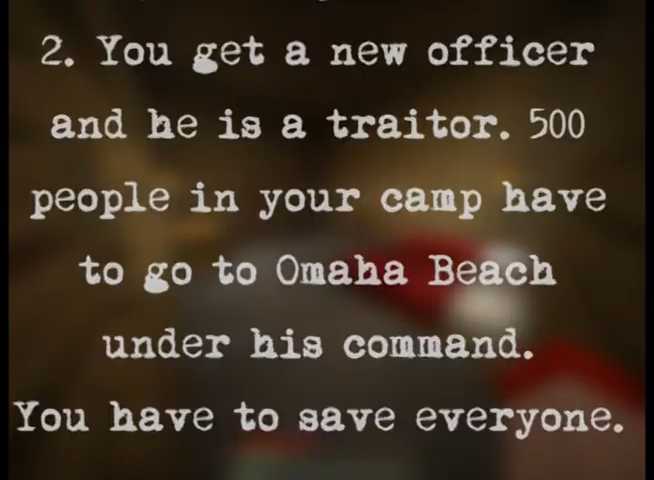 2. You get a new officer
and he is a traitor. 500
people in your camp have
to go to Omaha Beach
under his command.
You have to save everyone.